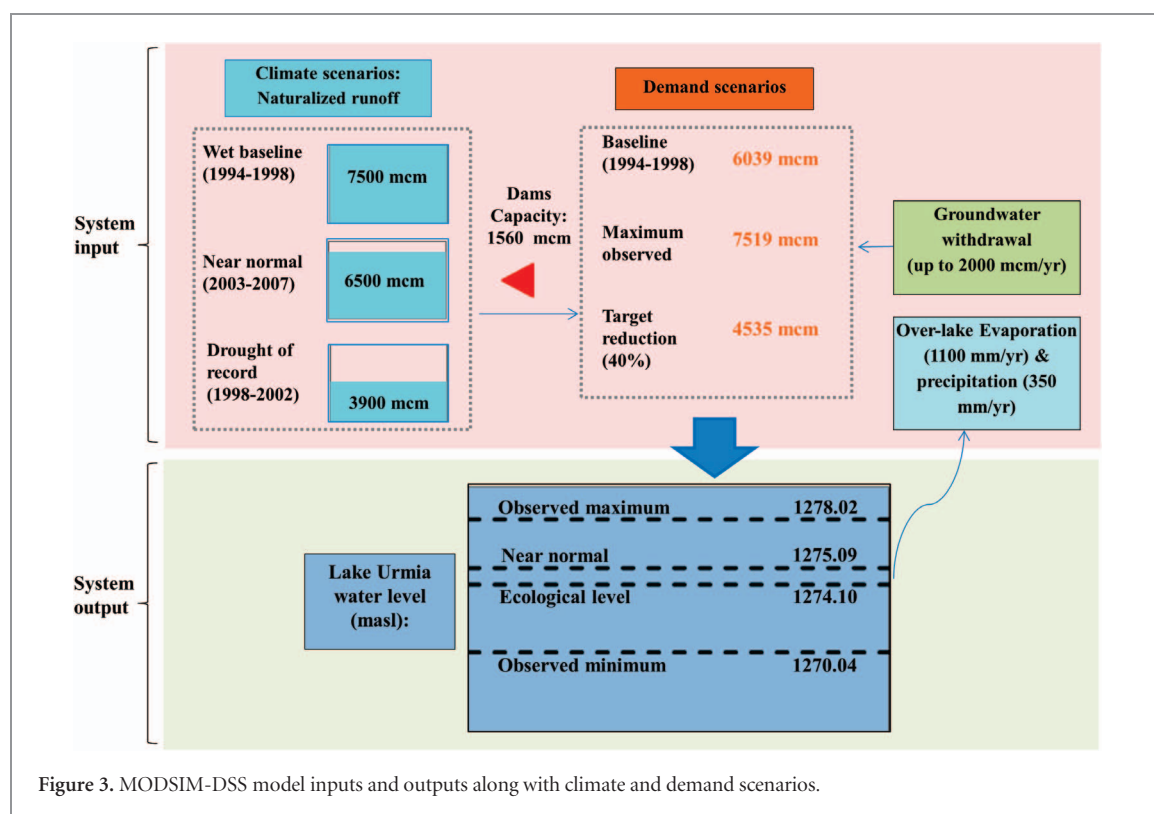 Climate scenarios:
Naturalized runoff
Demand scenarios
System
input
Wet baseline
(1994-1998)
7500 mcm
Near normal
(2003-2007)
6500 mcm
Drought of
record
(1998-2002)
3900 mcm
Dams
Capacity:
1560 mcm
Baseline
(1994-1998)
6039 mcm
Maximum
observed
7519 mcm
Target
reduction
(40%)
4535 mcm
Groundwater
withdrawal
(up to 2000 mcm/yr)
Over-lake Evaporation
(1100 mm/yr) &
precipitation (350
mm/yr)
System
output
Lake Urmia
water level
(masl):
Observed maximum 1278.02
Near normal 1275.09
Ecological level 1274.10
Observed minimum 1270.04
Figure 3. MODSIM-DSS model inputs and outputs along with climate and demand scenarios.